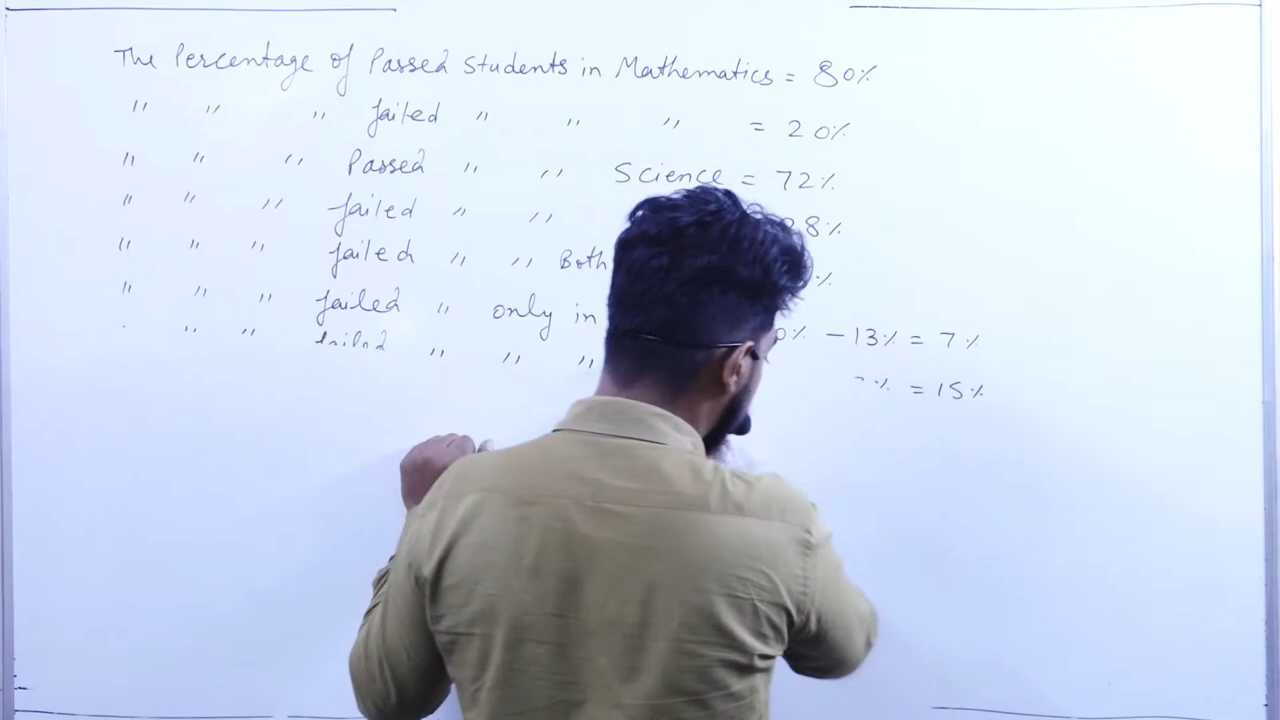 The Percentage of Passed Students in Mathematics = 80%
" " " failed " " " = 20%
" " " Passed " " Science = 72%
" " " failed " " 8%
" " " failed " " Both %
" " " failed " only in 0% - 13% = 7%
" " failed " " " % = 15%